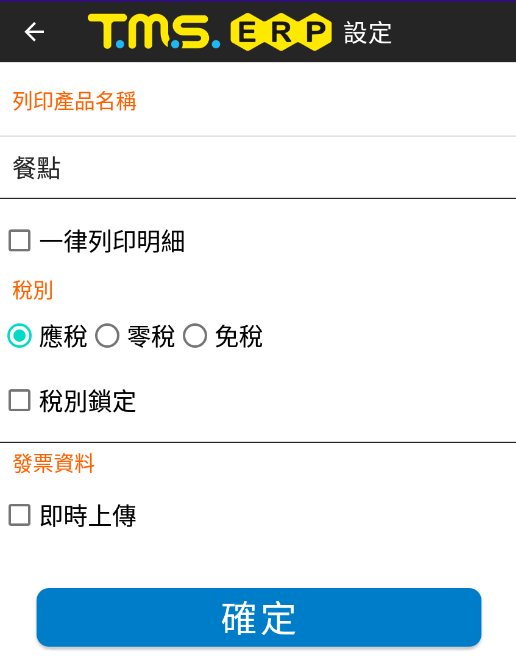 T.M.S. ERP 設定
列印產品名稱
餐點
一律列印明細
稅別
應稅 零稅 免稅
稅別鎖定
發票資料
即時上傳
確定